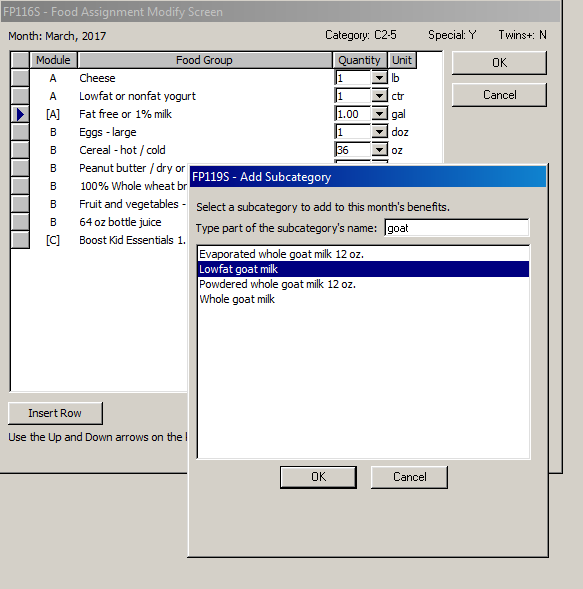 FP116S - Food Assignment Modify Screen
Month: March, 2017 Category: C2-5 Special: Y Twins+: N
Module Food Group Quantity Unit
OK
A Cheese 1 lb
A Lowfat or nonfat yogurt 1 ctr
Cancel
[A] Fat free or 1% milk 1.00 gal
B Eggs - large 1 doz
B Cereal - hot / cold 36 oz
B Peanut butter / dry or
B 100% Whole wheat br
B Fruit and vegetables -
B 64 oz bottle juice
[C] Boost Kid Essentials 1.
Insert Row
Use the Up and Down arrows on the
FP119S - Add Subcategory
Select a subcategory to add to this month's benefits.
Type part of the subcategory's name: goat
Evaporated whole goat milk 12 oz.
Lowfat goat milk
Powdered whole goat milk 12 oz.
Whole goat milk
OK Cancel